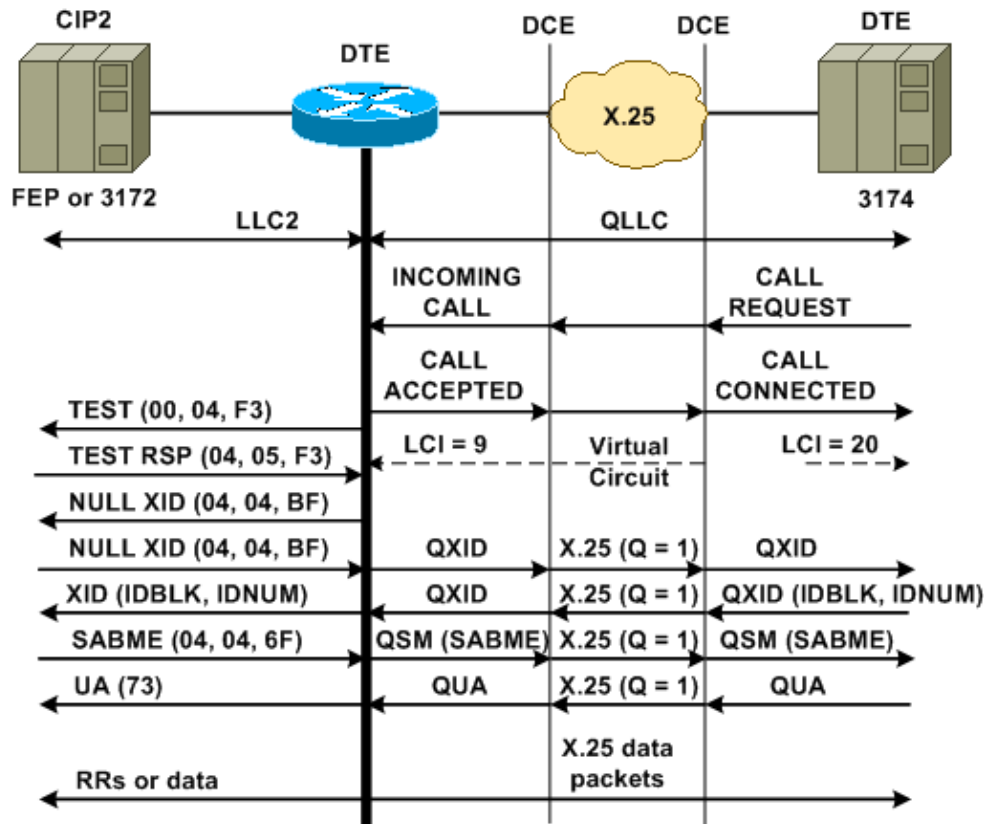 CIP2
DTE
DCE
DCE
DTE
X.25
FEP or 3172
3174
LLC2
QLLC
INCOMING
CALL
CALL
REQUEST
CALL
ACCEPTED
CALL
CONNECTED
TEST (00, 04, F3)
TEST RSP (04, 05, F3)
LCI = 9
Virtual
Circuit
LCI = 20
NULL XID (04, 04, BF)
NULL XID (04, 04, BF)
QXID
X.25 (Q = 1)
QXID
XID (IDBLK, IDNUM)
QXID
X.25 (Q = 1)
QXID (IDBLK, IDNUM)
SABME (04, 04, 6F)
QSM (SABME)
X.25 (Q = 1)
QSM (SABME)
UA (73)
QUA
X.25 (Q = 1)
QUA
RRs or data
X.25 data
packets